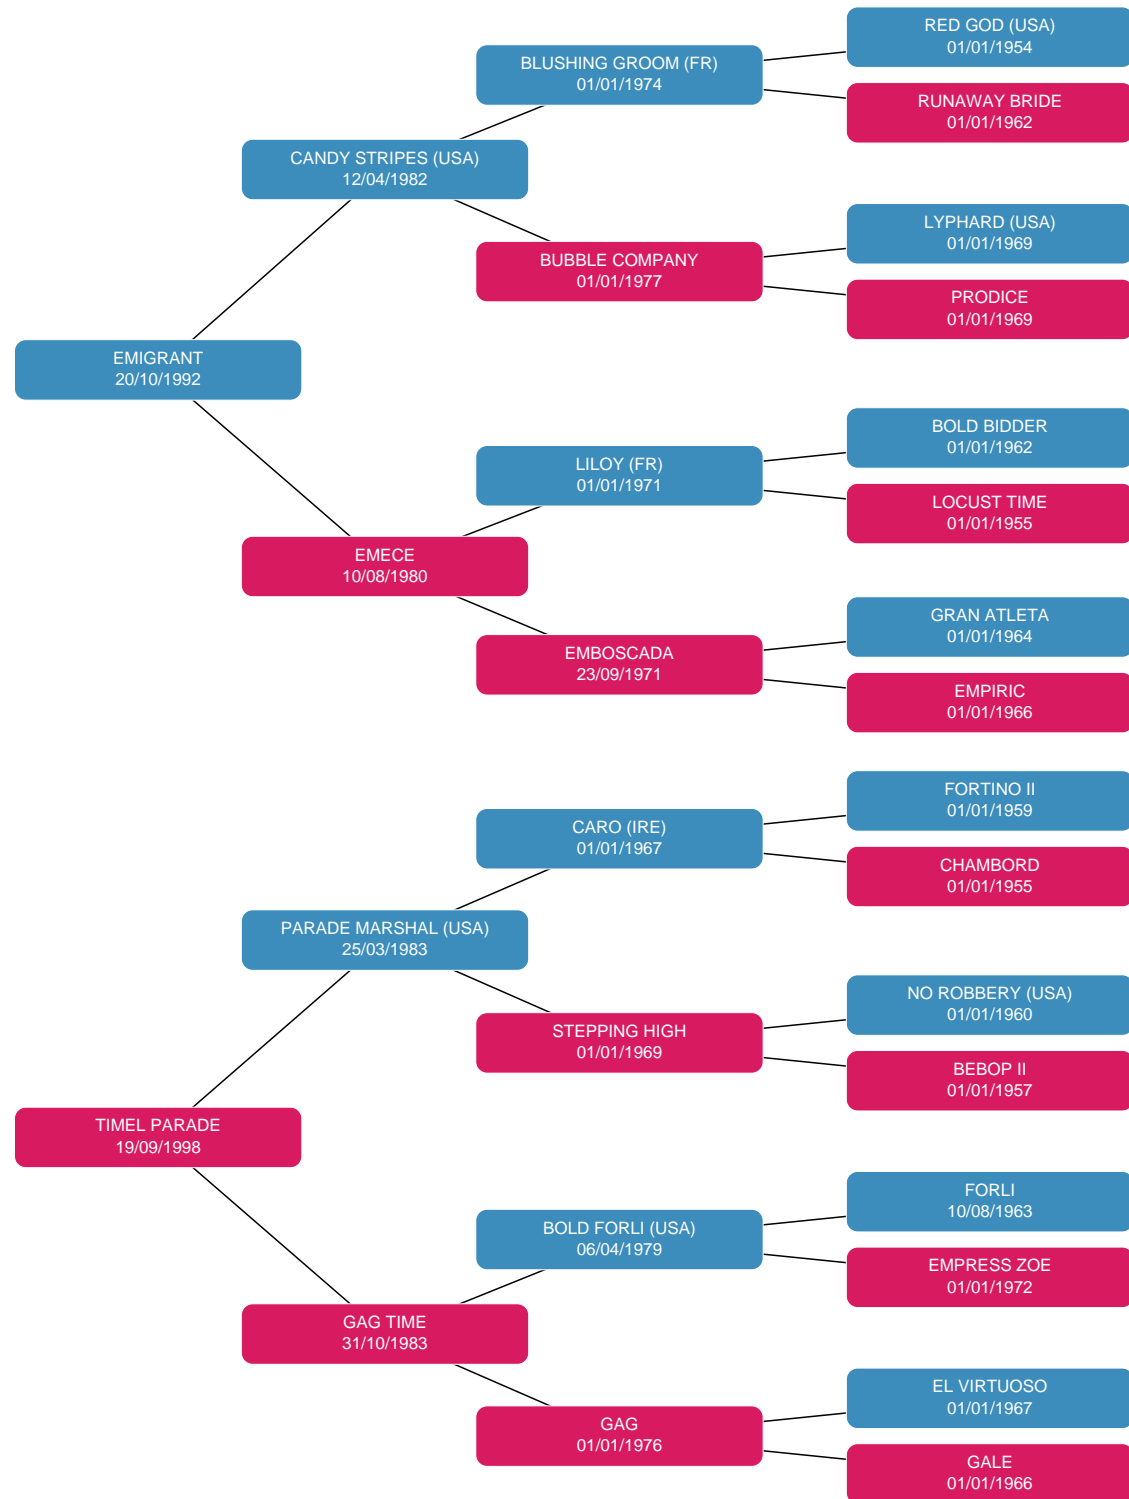 RED GOD (USA)
01/01/1954
BLUSHING GROOM (FR)
01/01/1974
RUNAWAY BRIDE
01/01/1962
CANDY STRIPES (USA)
12/04/1982
LYPHARD (USA)
01/01/1969
BUBBLE COMPANY
01/01/1977
PRODICE
01/01/1969
EMIGRANT
20/10/1992
BOLD BIDDER
01/01/1962
LILOY (FR)
01/01/1971
LOCUST TIME
01/01/1955
EMECE
10/08/1980
GRAN ATLETA
01/01/1964
EMBOSCADA
23/09/1971
EMPIRIC
01/01/1966
FORTINO II
01/01/1959
CARO (IRE)
01/01/1967
CHAMBORD
01/01/1955
PARADE MARSHAL (USA)
25/03/1983
NO ROBBERY (USA)
01/01/1960
STEPPING HIGH
01/01/1969
BEBOP II
01/01/1957
TIMEL PARADE
19/09/1998
FORLI
10/08/1963
BOLD FORLI (USA)
06/04/1979
EMPRESS ZOE
01/01/1972
GAG TIME
31/10/1983
EL VIRTUOSO
01/01/1967
GAG
01/01/1976
GALE
01/01/1966